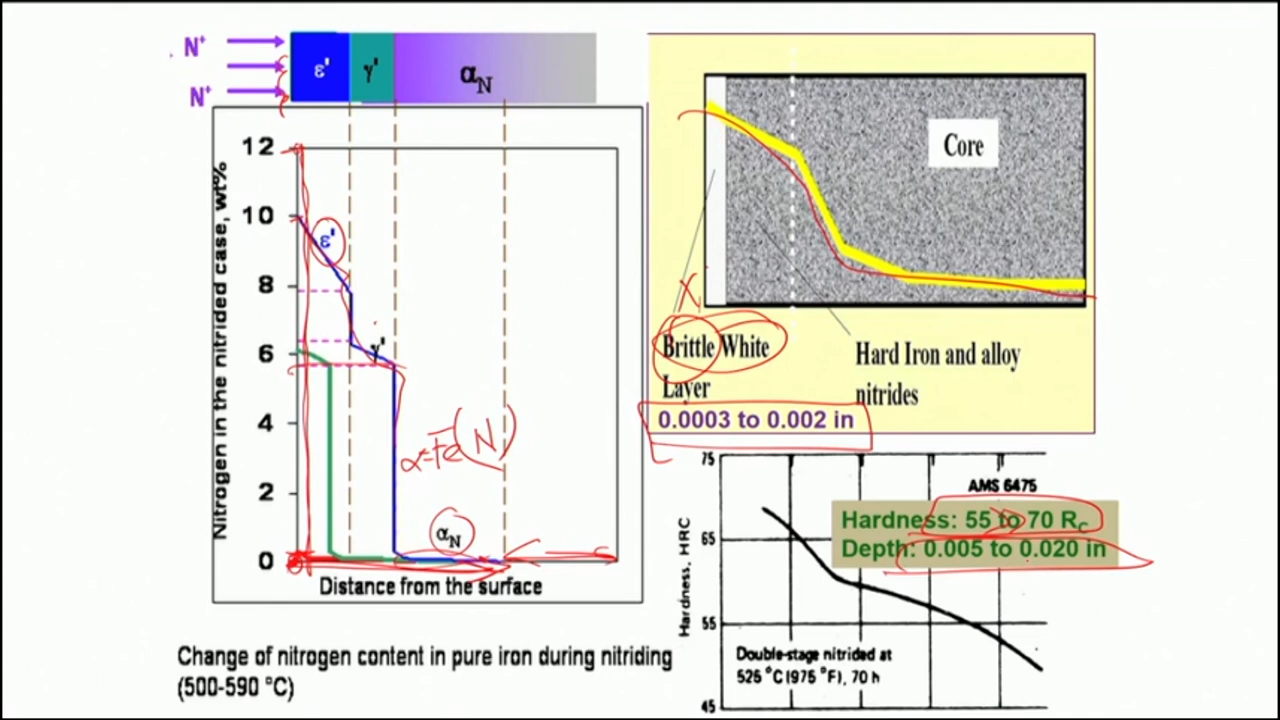 N⁺
N⁺
ε'
γ'
αN
12
10
8
6
4
2
0
Nitrogen in the nitrided case, wt%
ε'
γ'
α-Fe(N)
αN
Distance from the surface
Change of nitrogen content in pure iron during nitriding
(500-590 °C)
Core
X
Brittle White
Layer
0.0003 to 0.002 in
Hard Iron and alloy
nitrides
75
65
55
45
Hardness, HRC
AMS 6475
Hardness: 55 to 70 Rc
Depth: 0.005 to 0.020 in
Double-stage nitrided at
525 °C (975 °F), 70 h